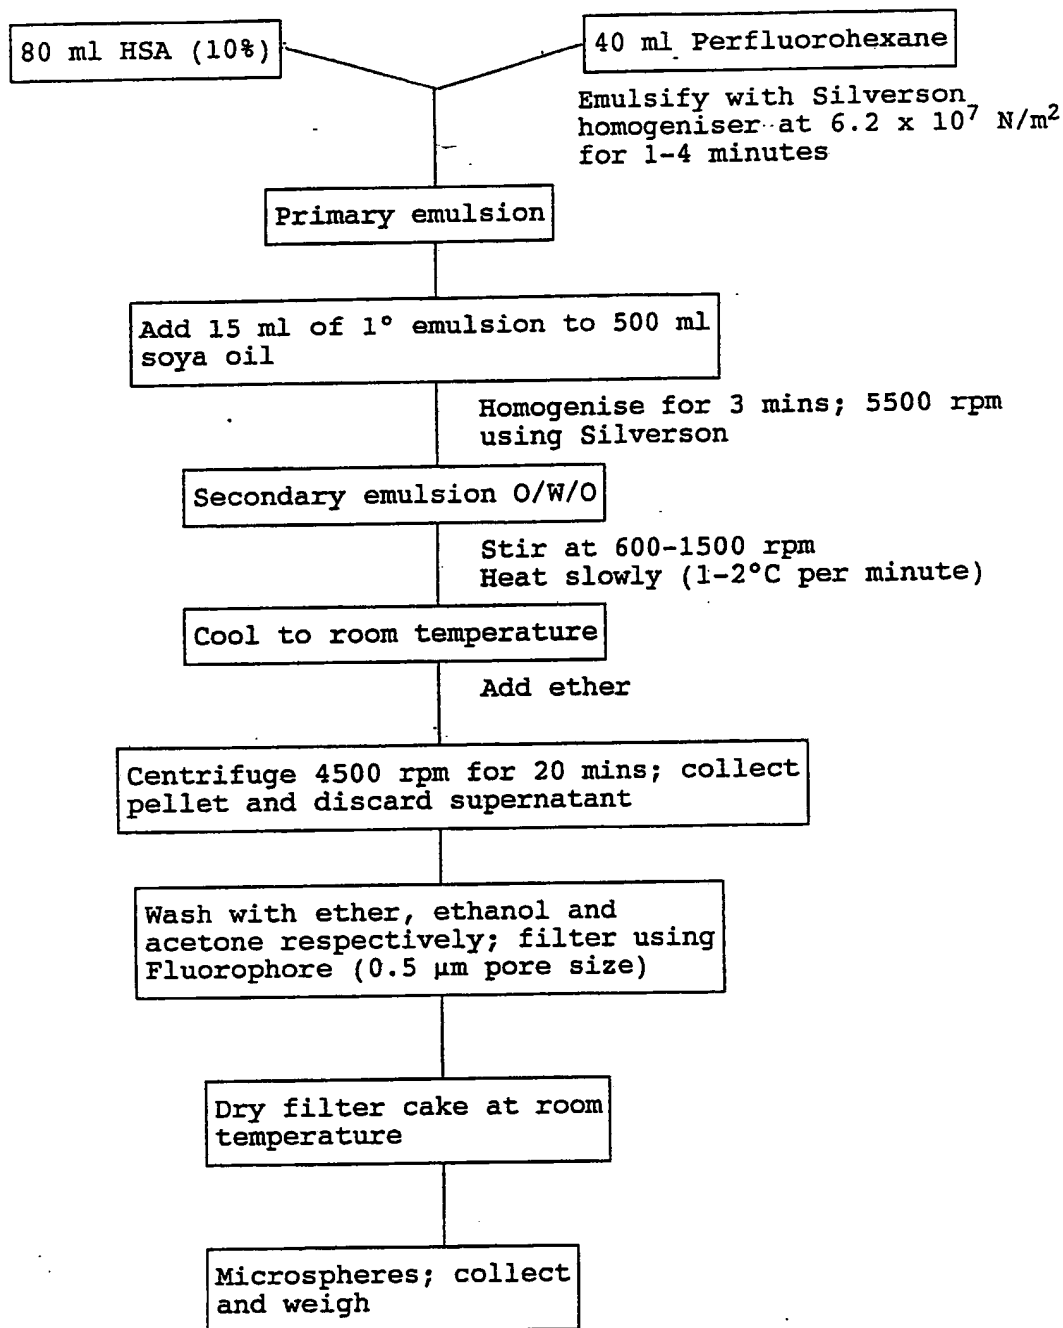 80 ml HSA (10%)
40 ml Perfluorohexane
Emulsify with Silverson
homogeniser at 6.2 x 10⁷ N/m²
for 1-4 minutes
Primary emulsion
Add 15 ml of 1° emulsion to 500 ml
soya oil
Homogenise for 3 mins; 5500 rpm
using Silverson
Secondary emulsion O/W/O
Stir at 600-1500 rpm
Heat slowly (1-2°C per minute)
Cool to room temperature
Add ether
Centrifuge 4500 rpm for 20 mins; collect
pellet and discard supernatant
Wash with ether, ethanol and
acetone respectively; filter using
Fluorophore (0.5 µm pore size)
Dry filter cake at room
temperature
Microspheres; collect
and weigh